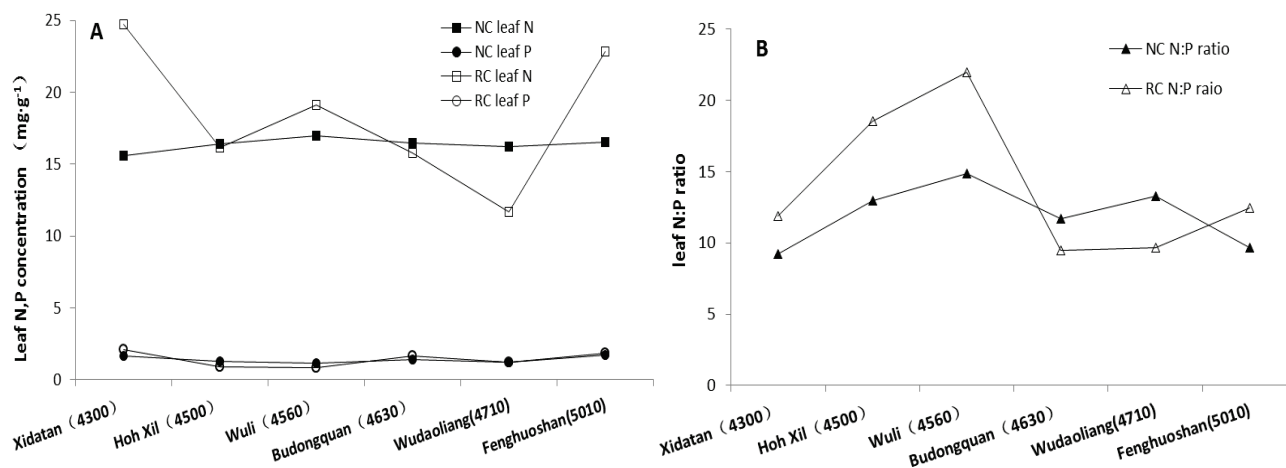 A
NC leaf N
NC leaf P
RC leaf N
RC leaf P
Leaf N,P concentration （mg·g⁻¹）
25
20
15
10
5
0
Xidatan（4300）
Hoh Xil（4500）
Wuli（4560）
Budongquan（4630）
Wudaoliang(4710)
Fenghuoshan(5010)
B
NC N:P ratio
RC N:P raio
leaf N:P ratio
25
20
15
10
5
0
Xidatan（4300）
Hoh Xil（4500）
Wuli（4560）
Budongquan（4630）
Wudaoliang(4710)
Fenghuoshan(5010)